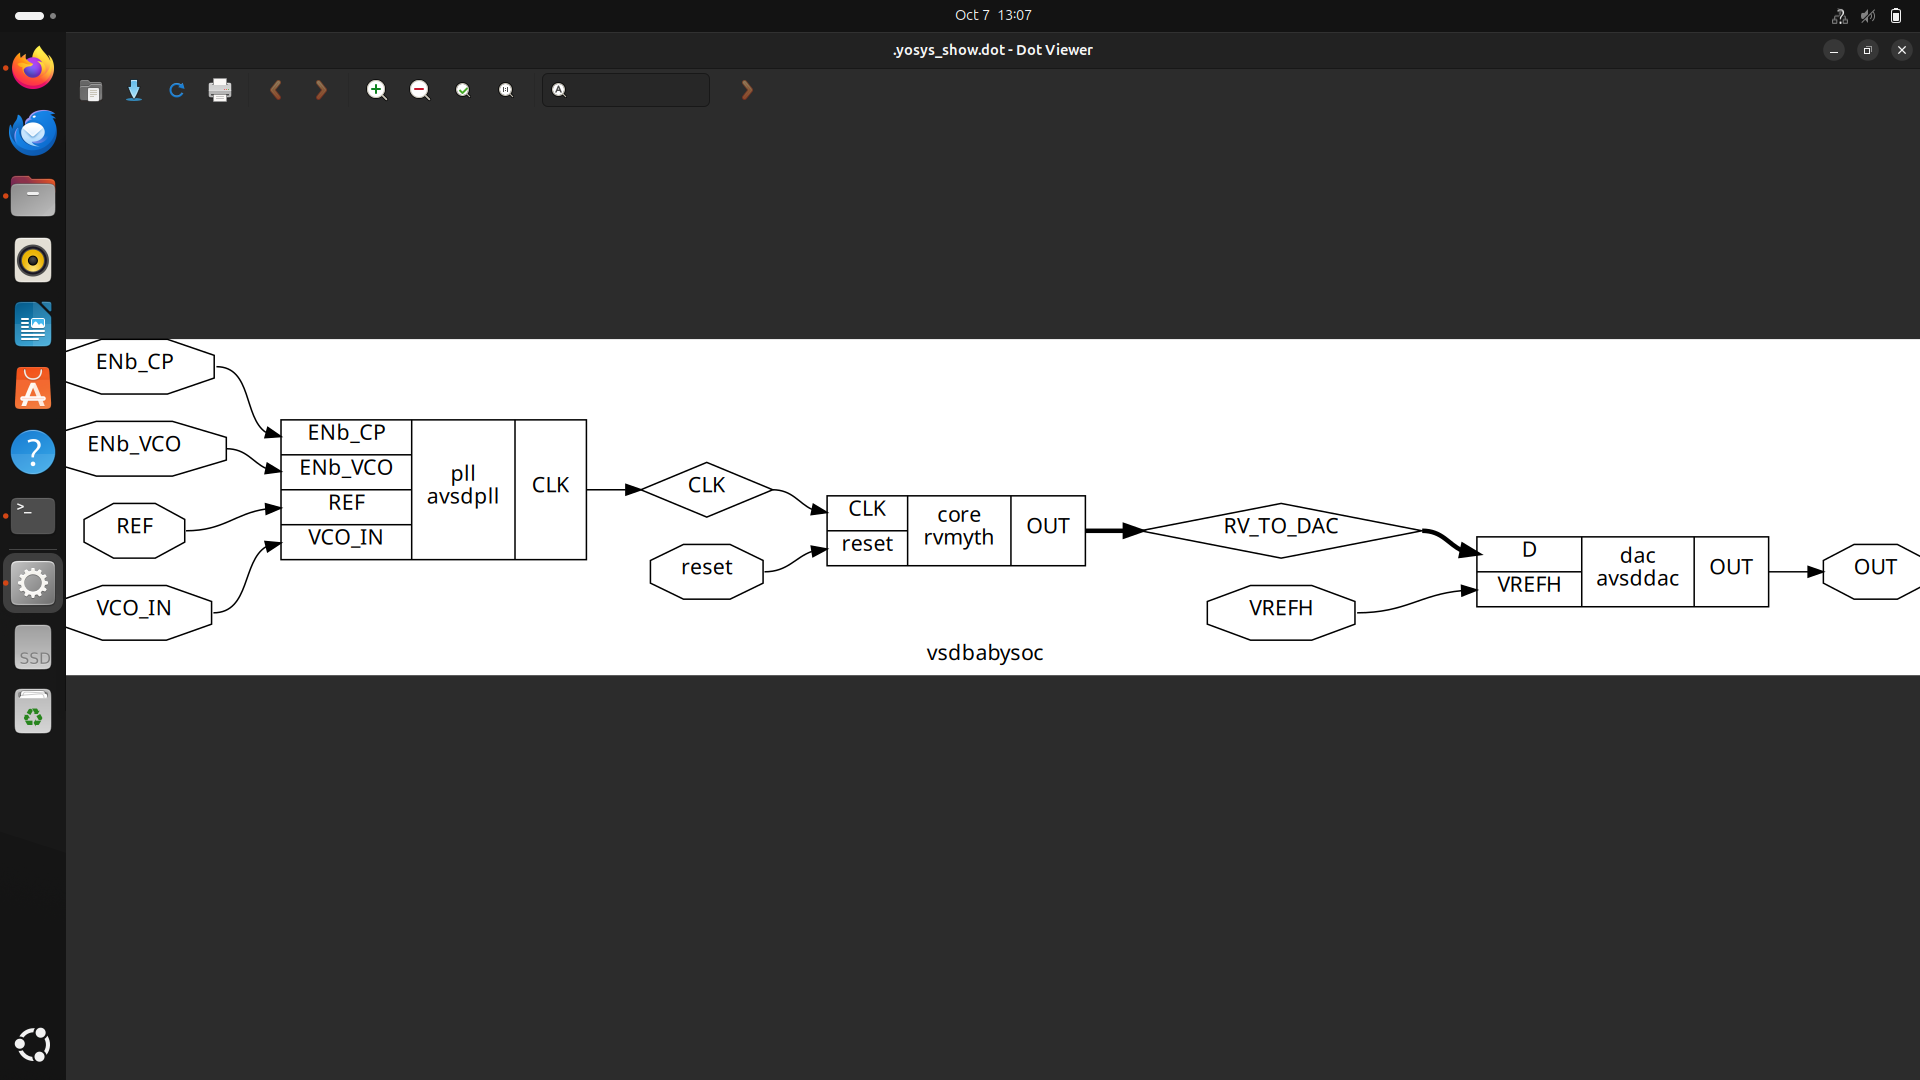 Oct 7 13:07
.yosys_show.dot - Dot Viewer
ENb_CP
ENb_VCO
REF
VCO_IN
ENb_CP
ENb_VCO
REF
VCO_IN
pll
avsdpll
CLK
CLK
reset
CLK
reset
core
rvmyth
OUT
RV_TO_DAC
VREFH
D
VREFH
dac
avsddac
OUT
OUT
vsdbabysoc
SSD